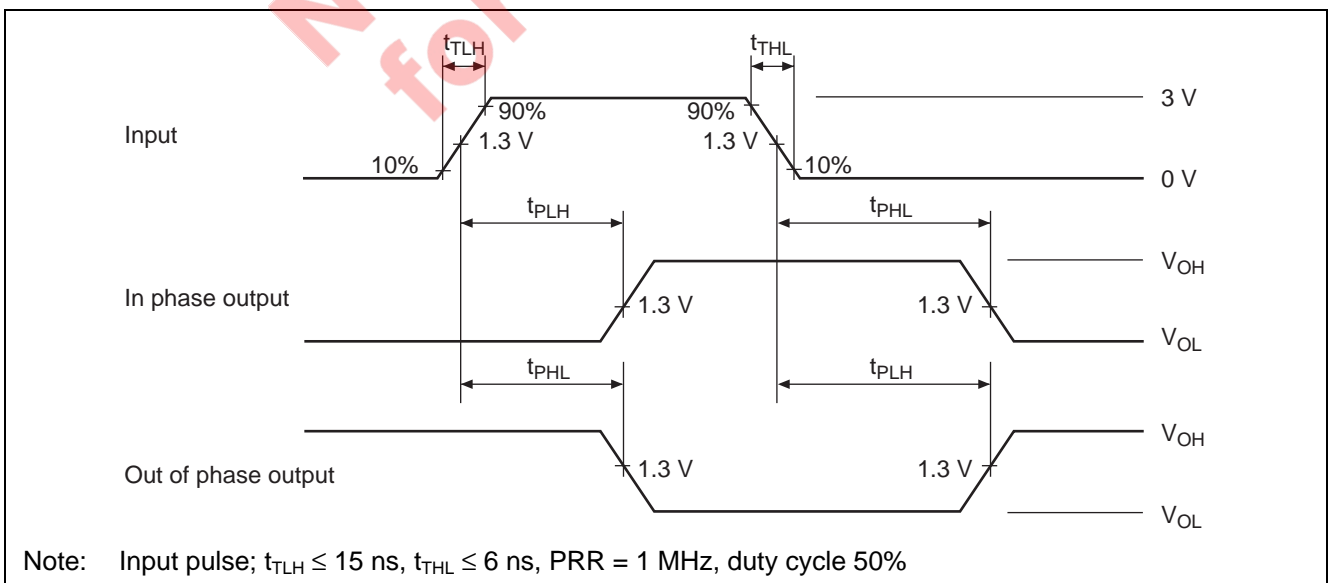 t_TLH t_THL
3 V
90% 90%
Input 1.3 V 1.3 V
10% 10%
0 V
t_PLH t_PHL
V_OH
In phase output 1.3 V 1.3 V
V_OL
t_PHL t_PLH
V_OH
Out of phase output 1.3 V 1.3 V
V_OL
Note: Input pulse; t_TLH ≤ 15 ns, t_THL ≤ 6 ns, PRR = 1 MHz, duty cycle 50%
for